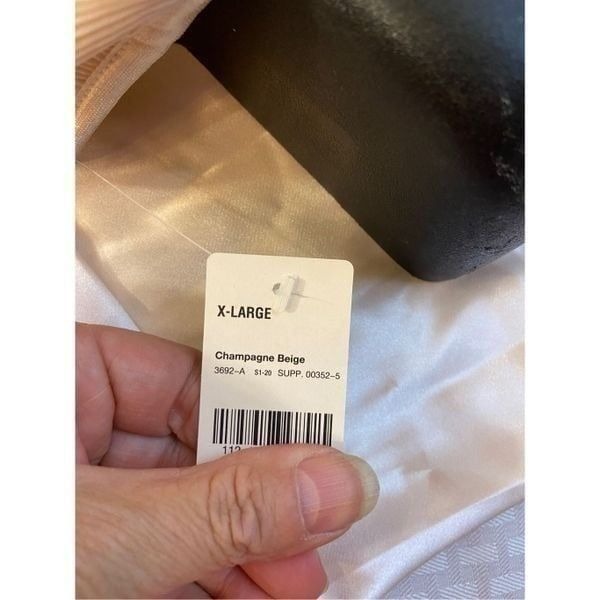 X-LARGE
Champagne Beige
3692-A S1-20 SUPP. 00352-5